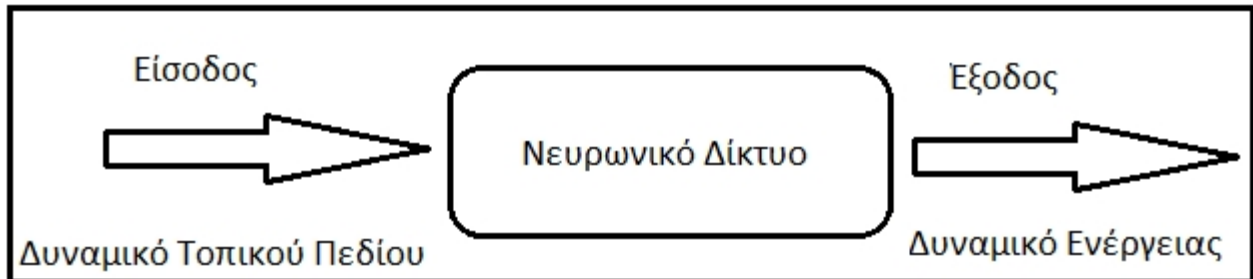 Είσοδος
Έξοδος
Νευρωνικό Δίκτυο
Δυναμικό Τοπικού Πεδίου
Δυναμικό Ενέργειας